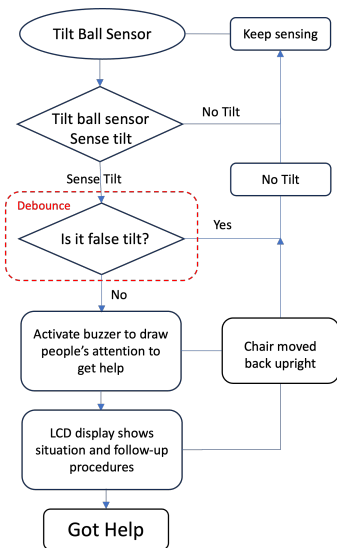 Tilt Ball Sensor
Keep sensing
Tilt ball sensor
Sense tilt
No Tilt
Sense Tilt
No Tilt
Debounce
Is it false tilt?
Yes
No
Activate buzzer to draw
people's attention to
get help
Chair moved
back upright
LCD display shows
situation and follow-up
procedures
Got Help